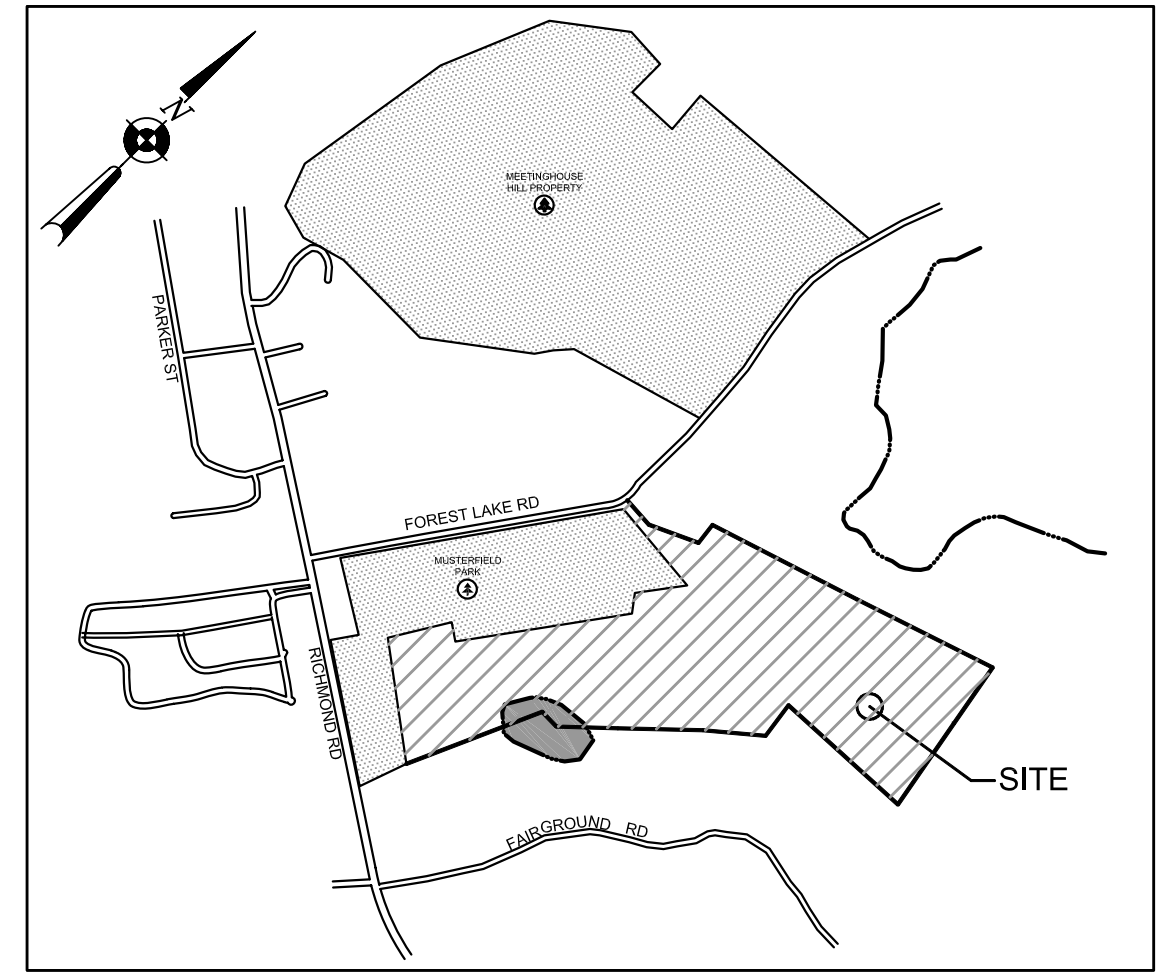 N
MEETINGHOUSE
HILL PROPERTY
PARKER ST
FOREST LAKE RD
MUSTERFIELD
PARK
RICHMOND RD
SITE
FAIRGROUND RD